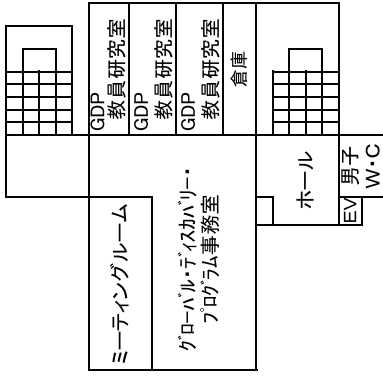 GDP
教員研究室
GDP
教員研究室
GDP
教員研究室
倉庫
ミーティングルーム
グローバル・ディスカバリー・
プログラム事務室
ホール
男子
W・C
EV